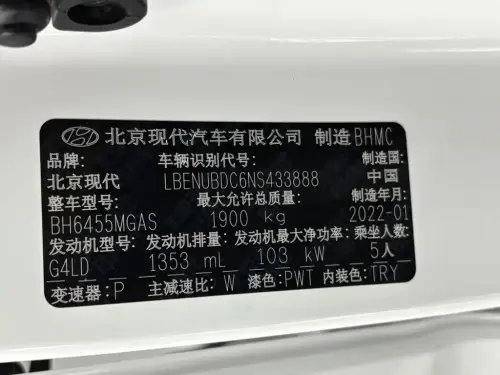 北京现代汽车有限公司 制造 BHMC
品牌: 车辆识别代号: 制造国:
北京现代 LBENUBDC6NS433888 中国
整车型号: 最大允许总质量: 制造年月:
BH6455MGAS 1900 kg 2022-01
发动机型号: 发动机排量: 发动机最大净功率: 乘坐人数:
G4LD 1353 mL 103 kW 5人
变速器: P 主减速比: W 漆色: PWT 内装色: TRY